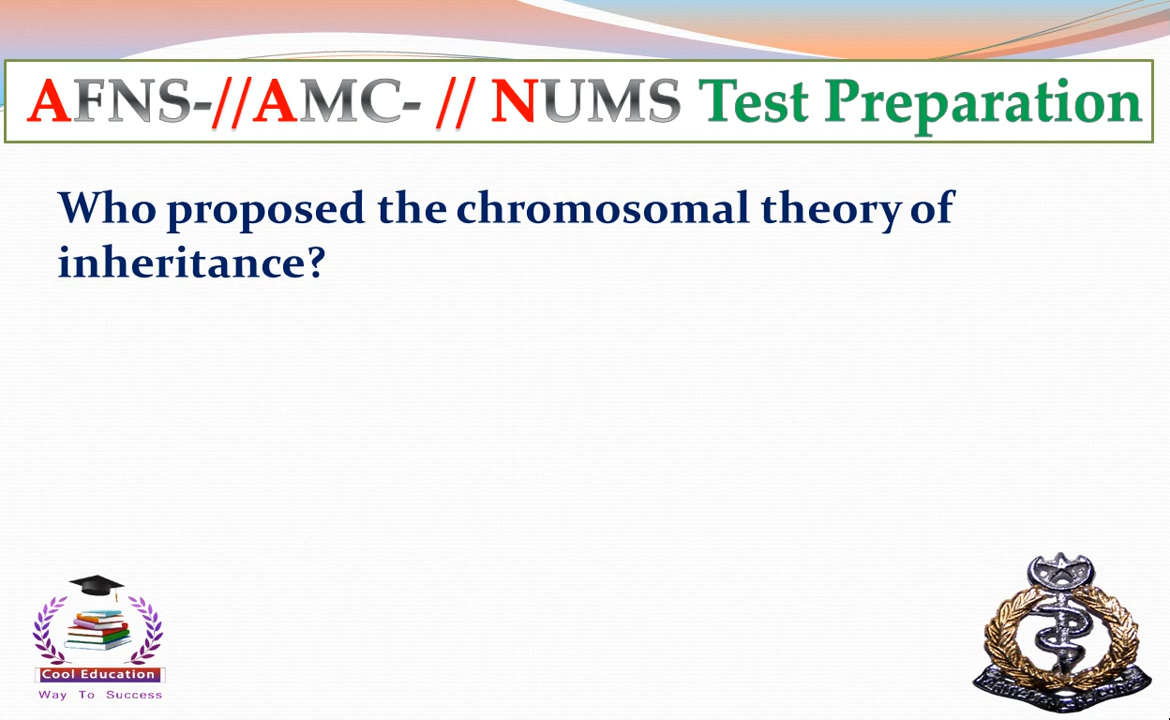 AFNS-//AMC- // NUMS Test Preparation
Who proposed the chromosomal theory of
inheritance?
Cool Education
Way To Success